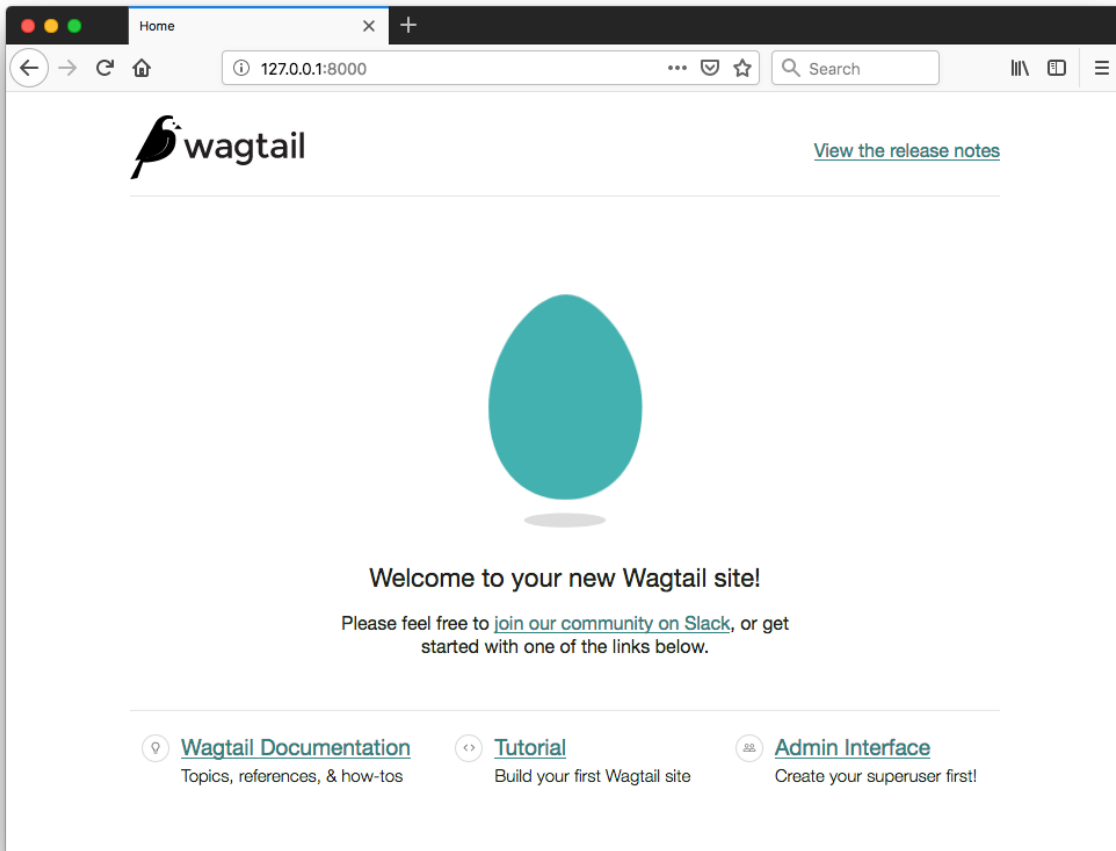 Home
127.0.0.1:8000
Search
wagtail
View the release notes
Welcome to your new Wagtail site!
Please feel free to join our community on Slack, or get
started with one of the links below.
Wagtail Documentation
Topics, references, & how-tos
Tutorial
Build your first Wagtail site
Admin Interface
Create your superuser first!